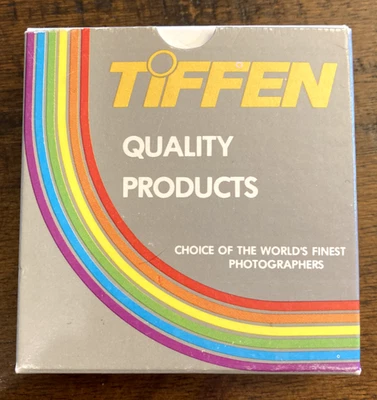 TiFFEN
QUALITY
PRODUCTS
CHOICE OF THE WORLD'S FINEST
PHOTOGRAPHERS